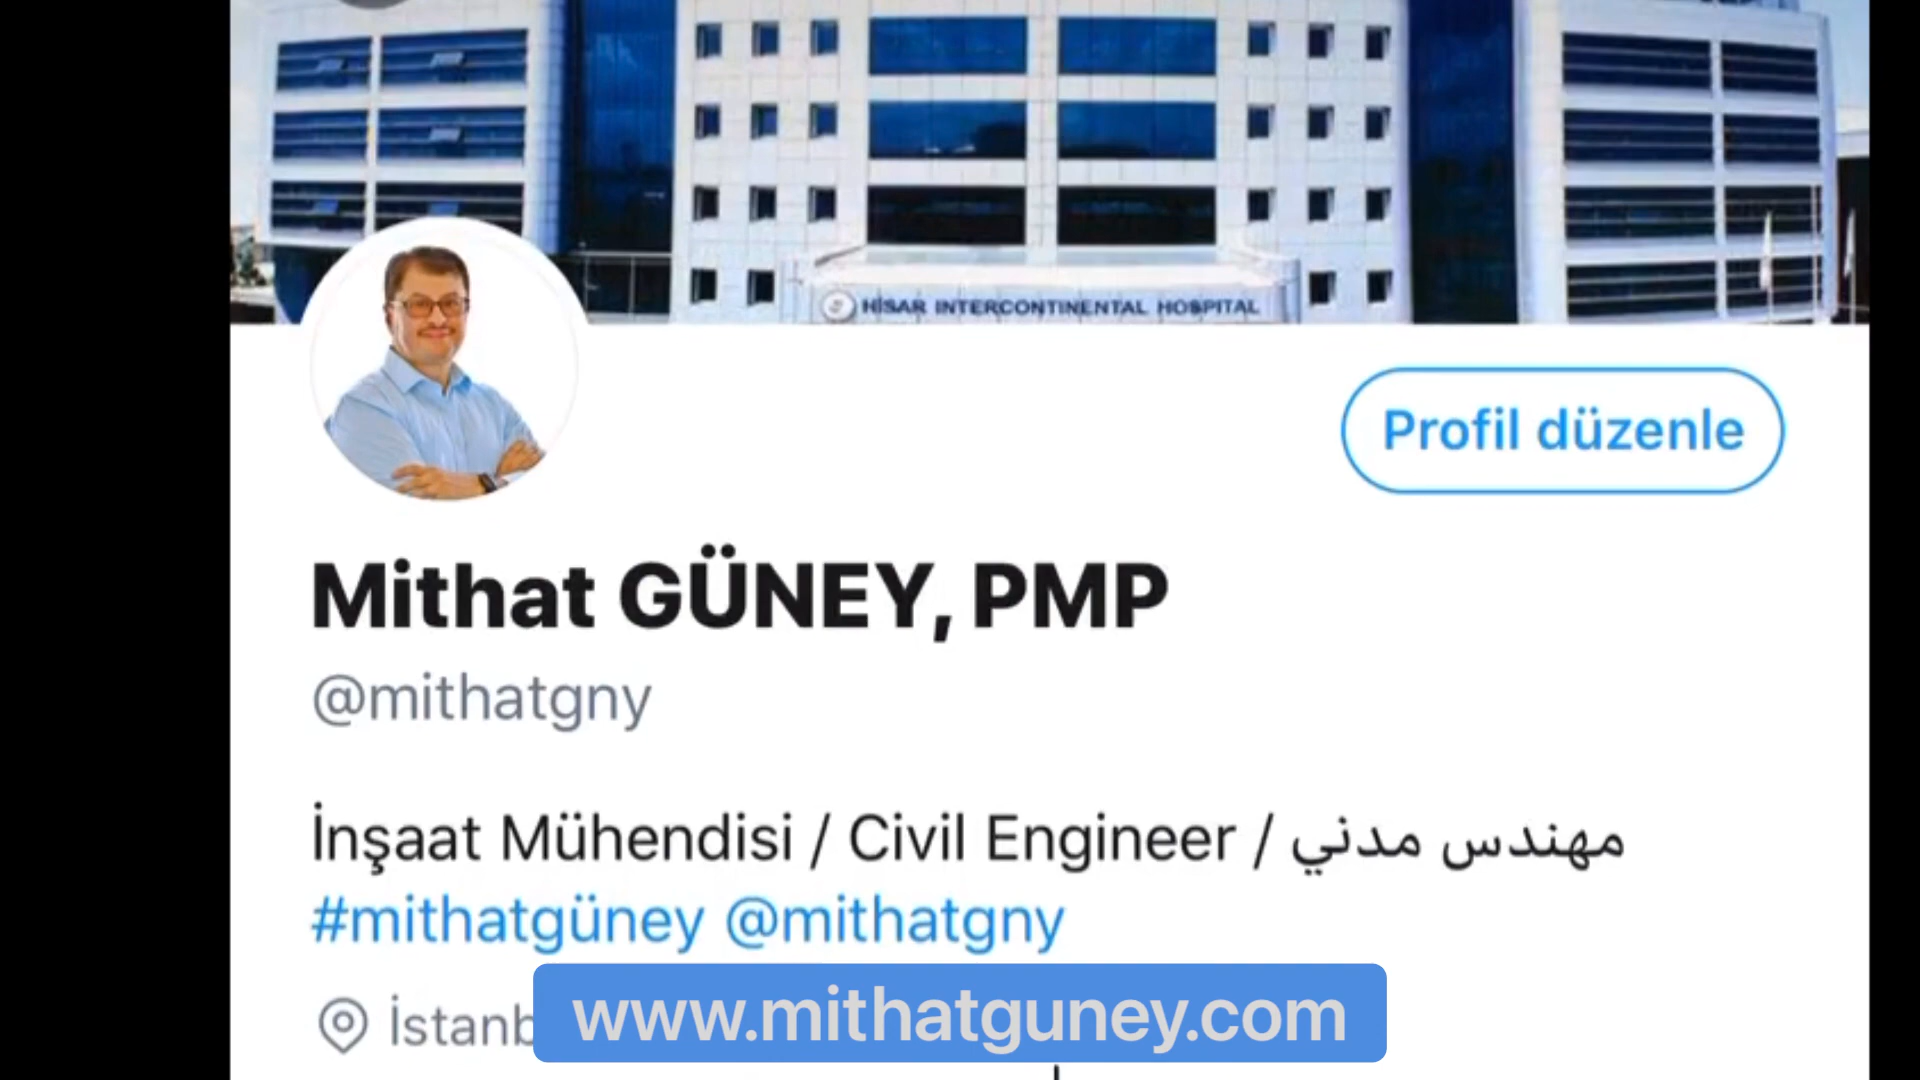 HİSAR INTERCONTINENTAL HOSPITAL
Profil düzenle
Mithat GÜNEY, PMP
@mithatgny
İnşaat Mühendisi / Civil Engineer / مهندس مدني
#mithatgüney @mithatgny
www.mithatguney.com